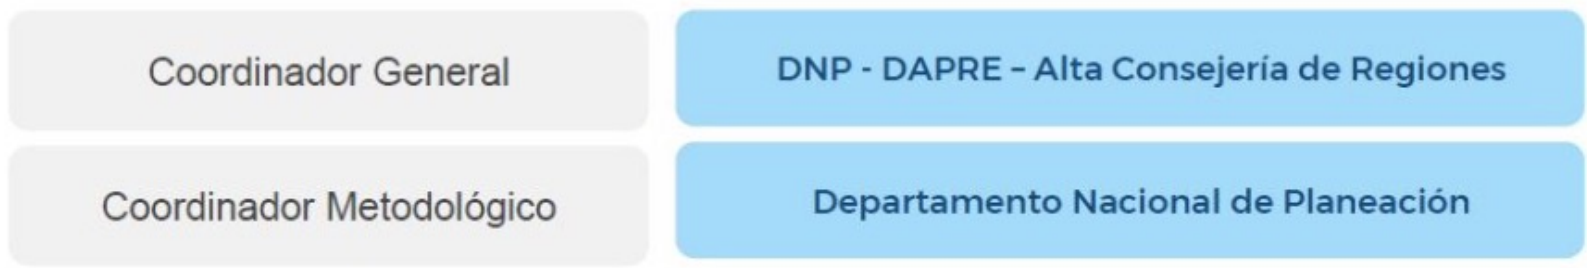 Coordinador General
DNP - DAPRE – Alta Consejería de Regiones
Coordinador Metodológico
Departamento Nacional de Planeación